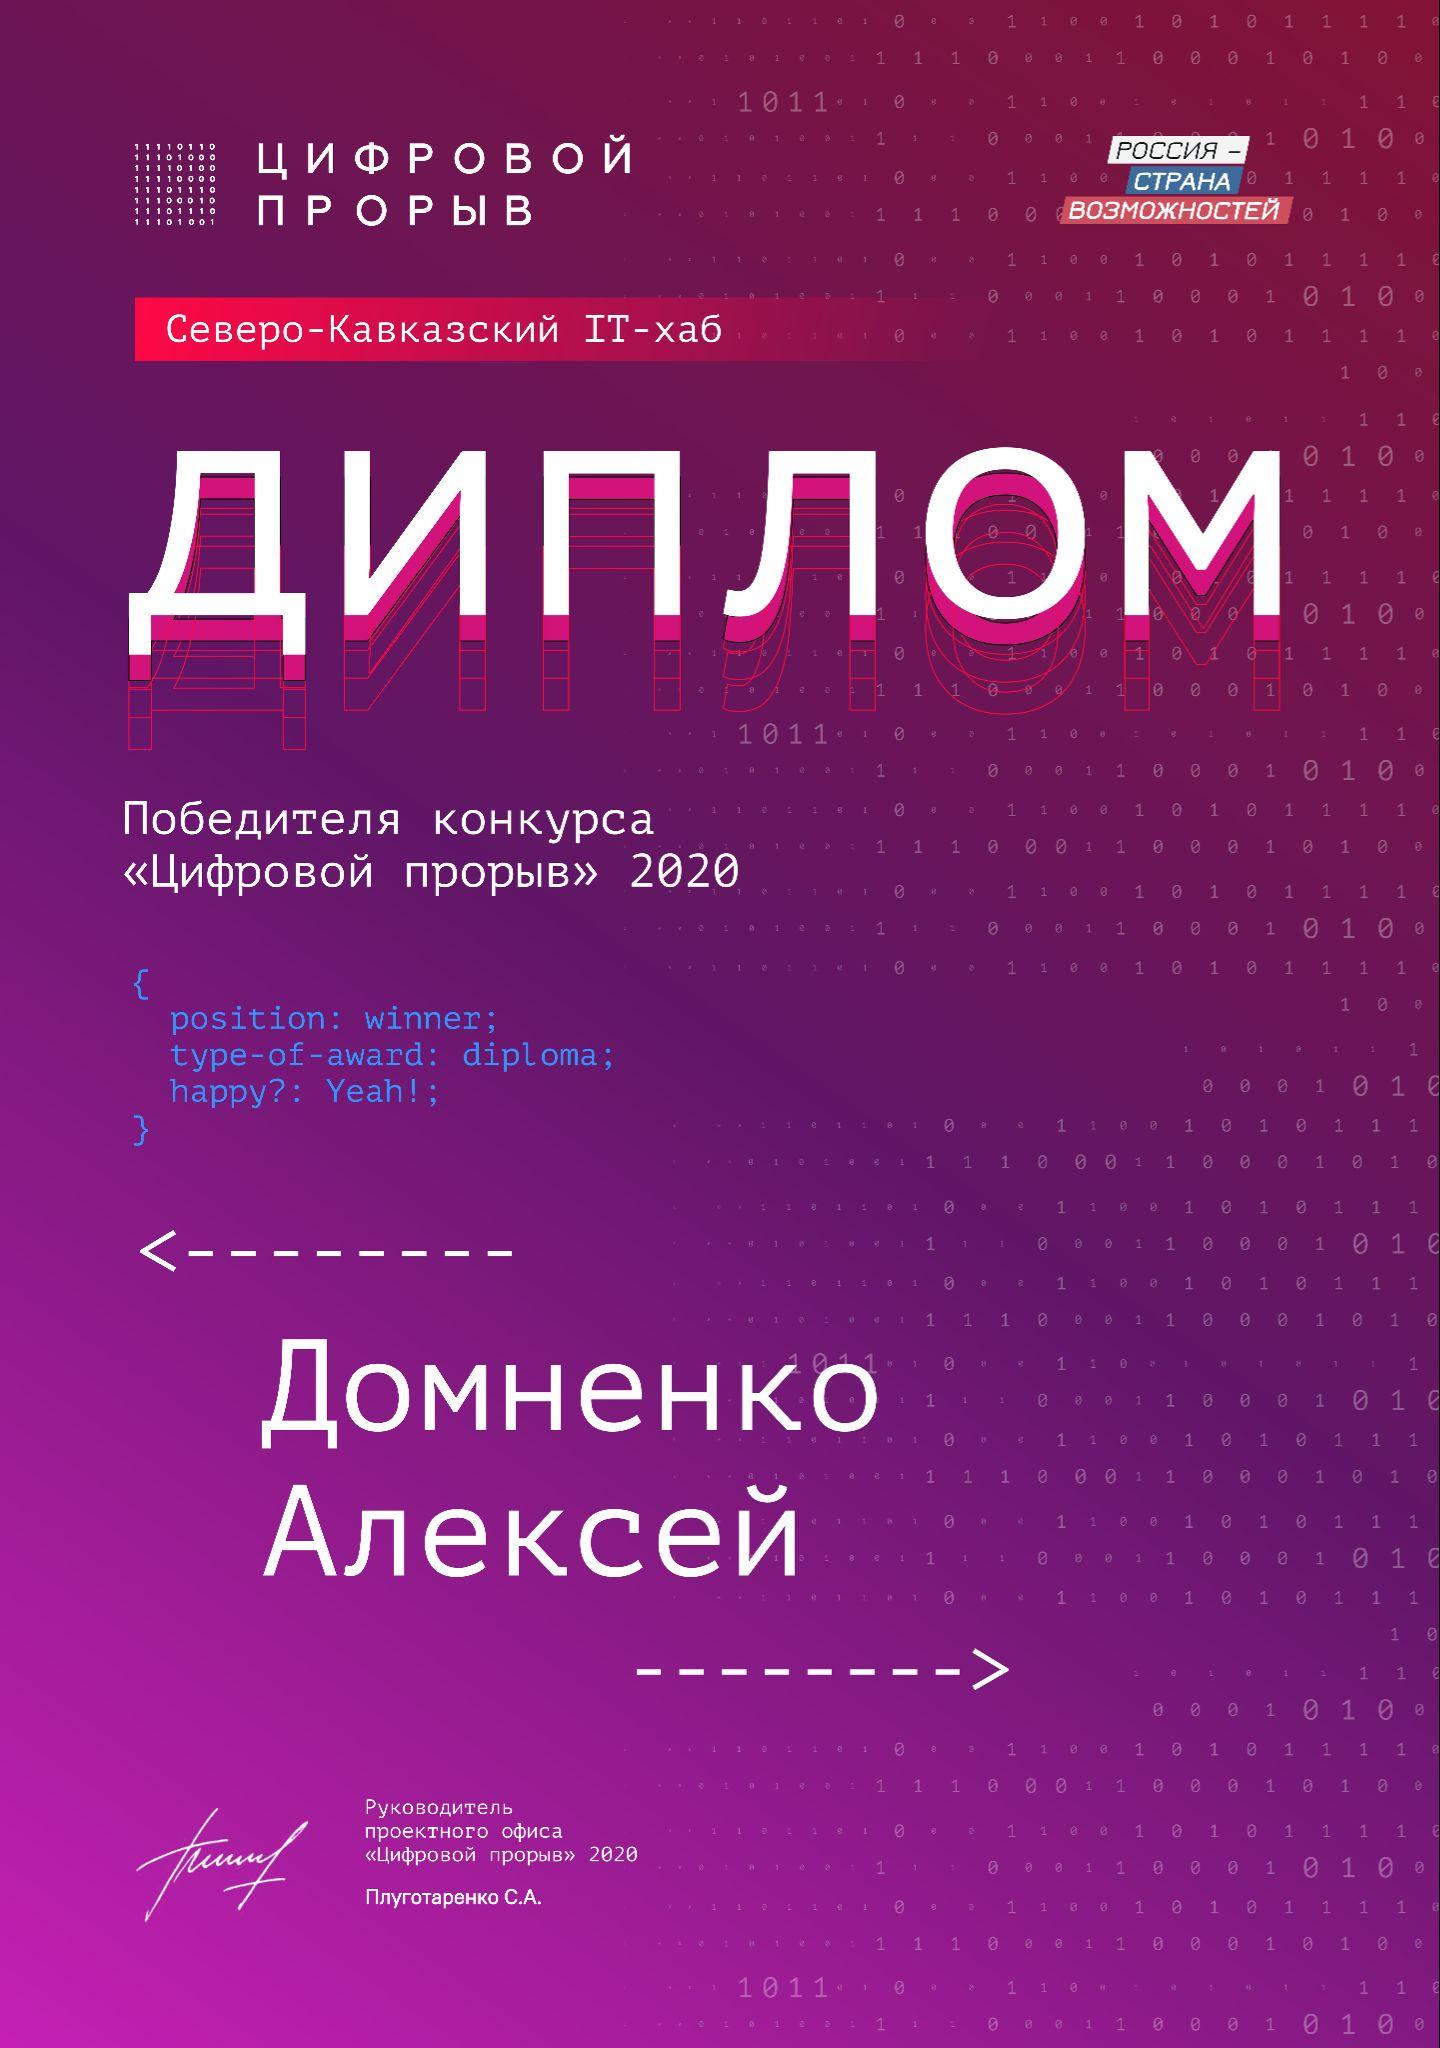 ЦИФРОВОЙ
ПРОРЫВ
РОССИЯ –
СТРАНА
ВОЗМОЖНОСТЕЙ
Северо-Кавказский IT-хаб
ДИПЛОМ
Победителя конкурса
«Цифровой прорыв» 2020
{
position: winner;
type-of-award: diploma;
happy?: Yeah!;
}
<--------
Домненко
Алексей
-------->
Руководитель
проектного офиса
«Цифровой прорыв» 2020
Плуготаренко С.А.